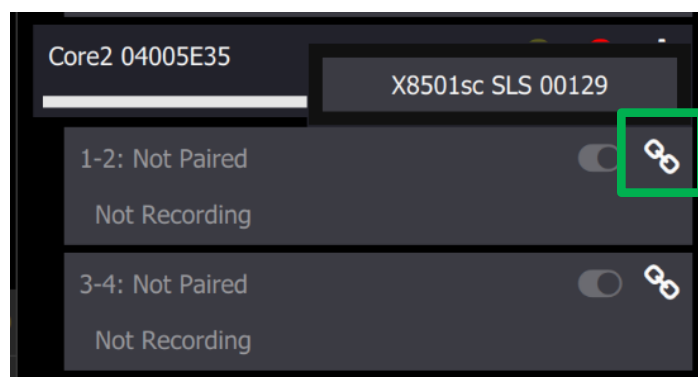 Core2 04005E35
X8501sc SLS 00129
1-2: Not Paired
Not Recording
3-4: Not Paired
Not Recording